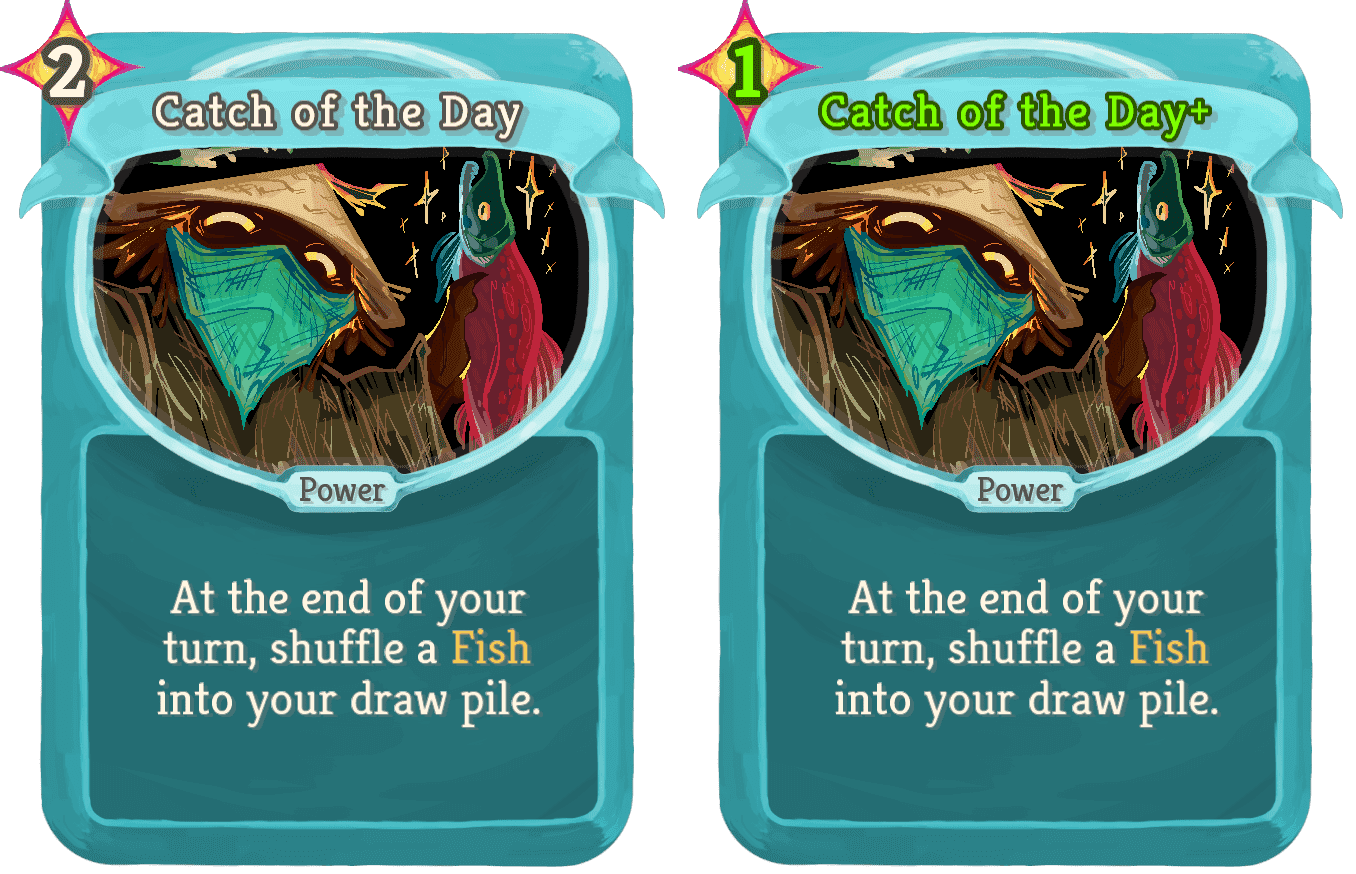 2
Catch of the Day
Power
At the end of your
turn, shuffle a Fish
into your draw pile.
1
Catch of the Day+
Power
At the end of your
turn, shuffle a Fish
into your draw pile.